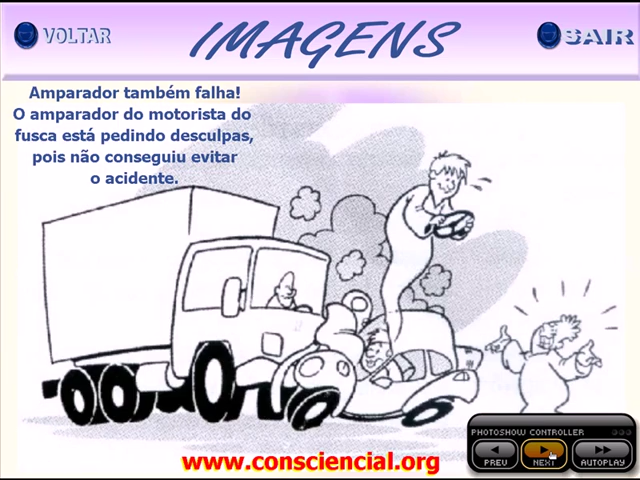 VOLTAR
IMAGENS
SAIR
Amparador também falha!
O amparador do motorista do
fusca está pedindo desculpas,
pois não conseguiu evitar
o acidente.
PHOTOSHOW CONTROLLER
PREV
NEXT
AUTOPLAY
www.consciencial.org